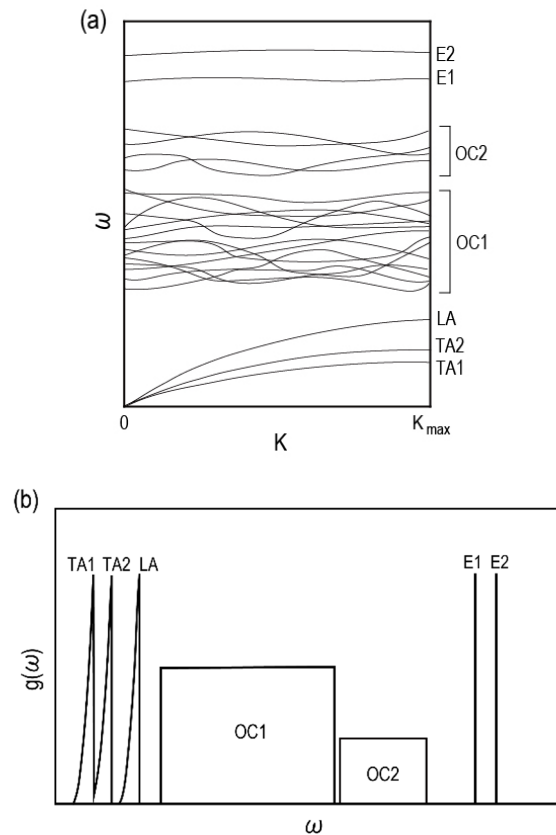 (a)
E2
E1
OC2
ω
OC1
LA
TA2
TA1
0
K
Kmax
(b)
TA1 TA2 LA
E1 E2
g(ω)
OC1
OC2
ω